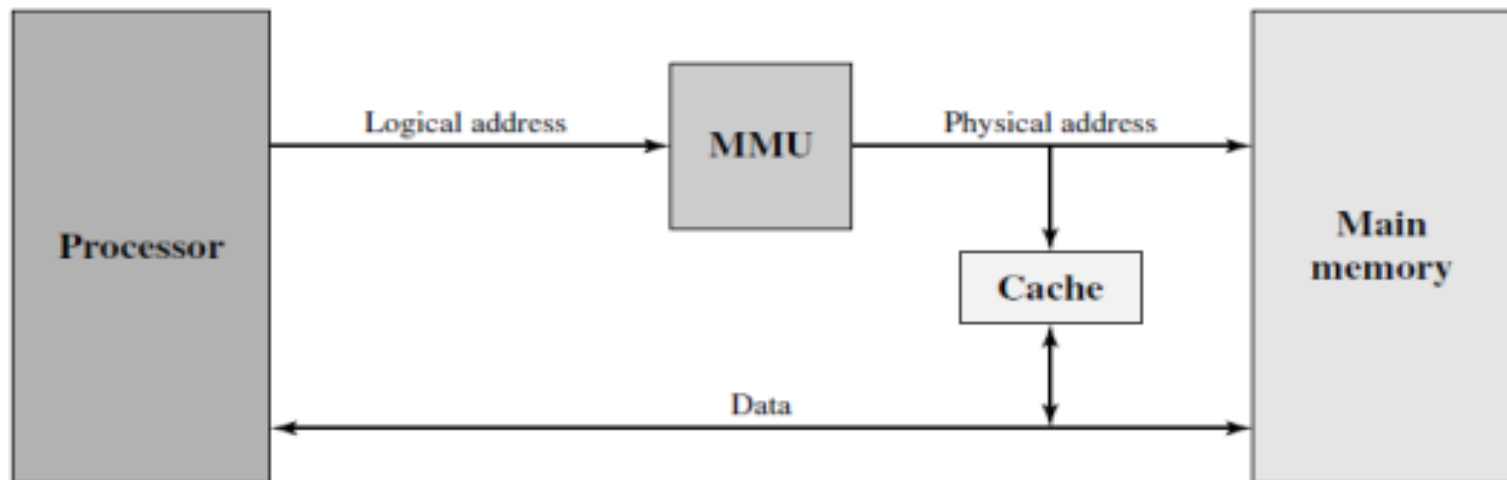 Logical address
MMU
Physical address
Processor
Main
memory
Cache
Data